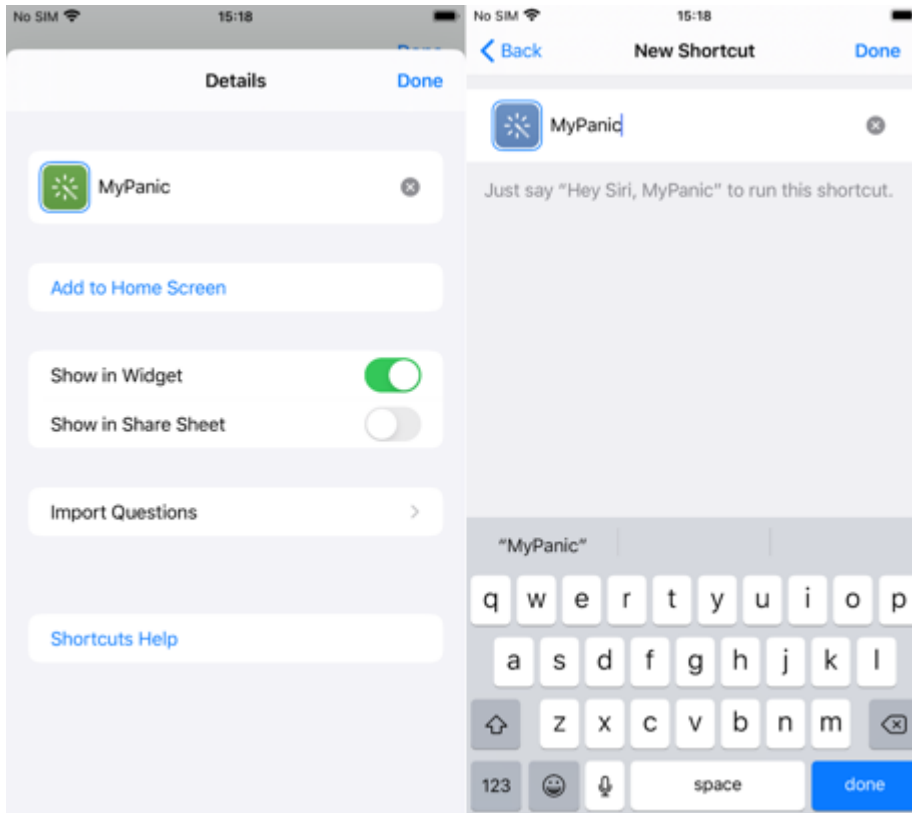 No SIM 15:18
Done
Details Done
MyPanic
Add to Home Screen
Show in Widget
Show in Share Sheet
Import Questions
Shortcuts Help
No SIM 15:18
Back New Shortcut Done
MyPanic
Just say "Hey Siri, MyPanic" to run this shortcut.
"MyPanic"
q w e r t y u i o p
a s d f g h j k l
z x c v b n m
123 space done